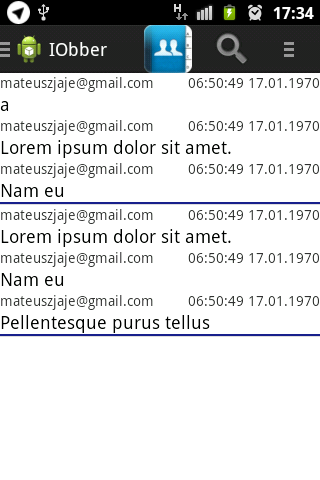 H 17:34
IObber
mateuszjaje@gmail.com 06:50:49 17.01.1970
a
mateuszjaje@gmail.com 06:50:49 17.01.1970
Lorem ipsum dolor sit amet.
mateuszjaje@gmail.com 06:50:49 17.01.1970
Nam eu
mateuszjaje@gmail.com 06:50:49 17.01.1970
Lorem ipsum dolor sit amet.
mateuszjaje@gmail.com 06:50:49 17.01.1970
Nam eu
mateuszjaje@gmail.com 06:50:49 17.01.1970
Pellentesque purus tellus